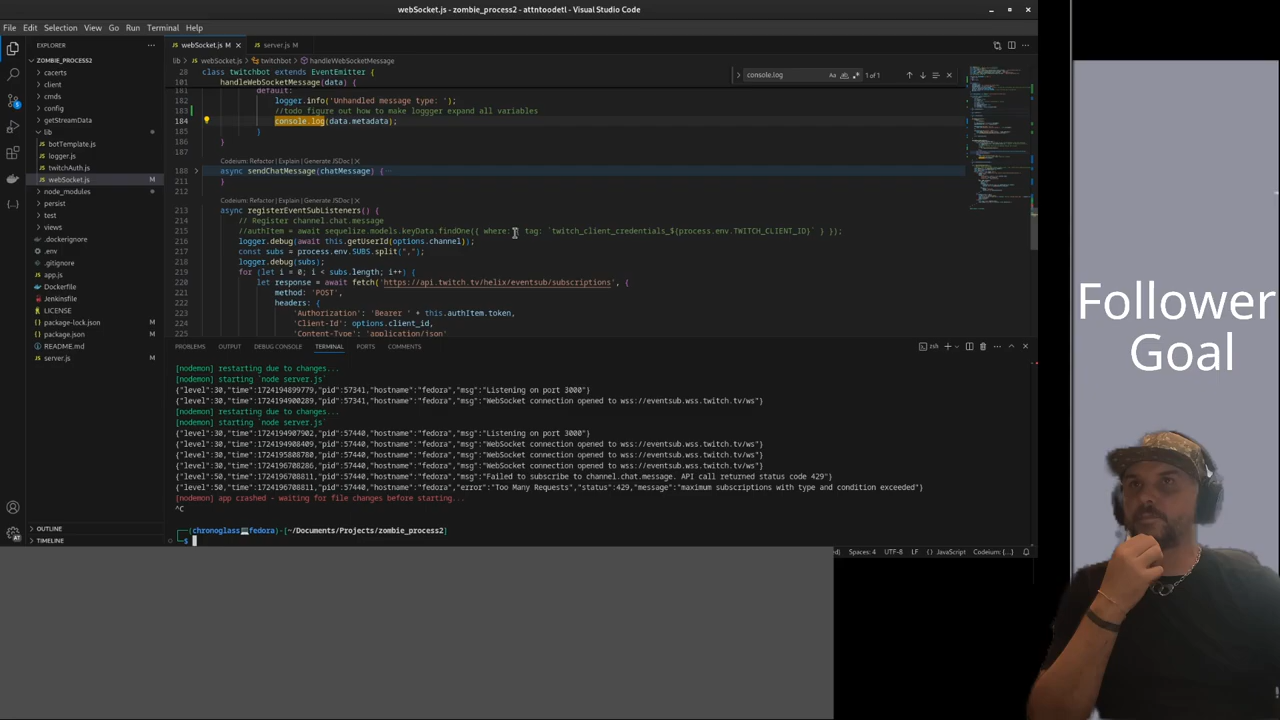 webSocket.js - zombie_process2 - attntoodetl - Visual Studio Code
File Edit Selection View Go Run Terminal Help
EXPLORER
ZOMBIE_PROCESS2
cacerts
client
cmds
config
getStreamData
lib
botTemplate.js
logger.js
twitchAuth.js
webSocket.js M
node_modules
persist
test
views
.dockerignore
.env
app.js
Dockerfile
Jenkinsfile
LICENSE
package-lock.json M
package.json M
README.md
server.js M
OUTLINE
TIMELINE
webSocket.js M
server.js M
lib > webSocket.js > twitchbot > handleWebSocketMessage
console.log
1 of 1
28 class twitchbot extends EventEmitter {
101 handleWebSocketMessage(data) {
181 default:
182 logger.info('Unhandled message type: ');
183 //todo figure out how to make loggger expand all variables
184 console.log(data.metadata);
185 }
186 }
187
Codeium: Refactor | Explain | Generate JSDoc | X
188 async sendChatMessage(chatMessage) {
211 }
212
Codeium: Refactor | Explain | Generate JSDoc | X
213 async registerEventSubListeners() {
214 // Register channel.chat.message
215 //authItem = await sequelize.models.keyData.findOne({ where: { tag: `twitch_client_credentials_${process.env.TWITCH_CLIENT_ID}` } });
216 logger.debug(await this.getUserId(options.channel));
217 const subs = process.env.SUBS.split(",");
218 logger.debug(subs);
219 for (let i = 0; i < subs.length; i++) {
220 let response = await fetch('https://api.twitch.tv/helix/eventsub/subscriptions', {
221 method: 'POST',
222 headers: {
223 'Authorization': 'Bearer ' + this.authItem.token,
224 'Client-Id': options.client_id,
225 'Content-Type': 'application/json'
PROBLEMS OUTPUT DEBUG CONSOLE TERMINAL PORTS COMMENTS
zsh
[nodemon] restarting due to changes...
[nodemon] starting `node server.js`
{"level":30,"time":1724194899779,"pid":57341,"hostname":"fedora","msg":"Listening on port 3000"}
{"level":30,"time":1724194900289,"pid":57341,"hostname":"fedora","msg":"WebSocket connection opened to wss://eventsub.wss.twitch.tv/ws"}
[nodemon] restarting due to changes...
[nodemon] starting `node server.js`
{"level":30,"time":1724194907902,"pid":57440,"hostname":"fedora","msg":"Listening on port 3000"}
{"level":30,"time":1724194908409,"pid":57440,"hostname":"fedora","msg":"WebSocket connection opened to wss://eventsub.wss.twitch.tv/ws"}
{"level":30,"time":1724195808780,"pid":57440,"hostname":"fedora","msg":"WebSocket connection opened to wss://eventsub.wss.twitch.tv/ws"}
{"level":30,"time":1724196708286,"pid":57440,"hostname":"fedora","msg":"WebSocket connection opened to wss://eventsub.wss.twitch.tv/ws"}
{"level":50,"time":1724196708811,"pid":57440,"hostname":"fedora","msg":"Failed to subscribe to channel.chat.message. API call returned status code 429"}
{"level":50,"time":1724196708811,"pid":57440,"hostname":"fedora","error":"Too Many Requests","status":429,"message":"maximum subscriptions with type and condition exceeded"}
[nodemon] app crashed - waiting for file changes before starting...
^C
(chronoglass💻fedora)-[~/Documents/Projects/zombie_process2]
$
Spaces: 4 UTF-8 LF {} JavaScript Codeium: {...}
Follower
Goal